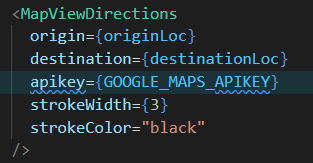 <MapViewDirections
origin={originLoc}
destination={destinationLoc}
apikey={GOOGLE_MAPS_APIKEY}
strokeWidth={3}
strokeColor="black"
/>